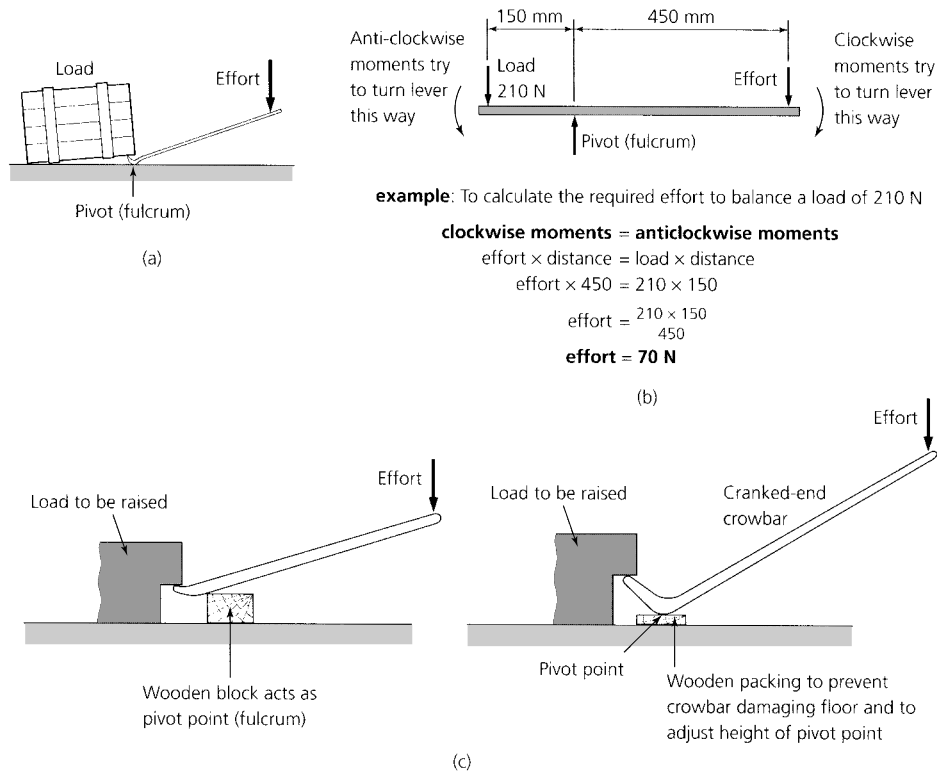 Load
Effort
Pivot (fulcrum)
(a)
150 mm
450 mm
Anti-clockwise
moments try
to turn lever
this way
Load
210 N
Effort
Clockwise
moments try
to turn lever
this way
Pivot (fulcrum)
example: To calculate the required effort to balance a load of 210 N
clockwise moments = anticlockwise moments
effort × distance = load × distance
effort × 450 = 210 × 150
effort = 210 × 150
450
effort = 70 N
(b)
Load to be raised
Effort
Wooden block acts as
pivot point (fulcrum)
Effort
Load to be raised
Cranked-end
crowbar
Pivot point
Wooden packing to prevent
crowbar damaging floor and to
adjust height of pivot point
(c)